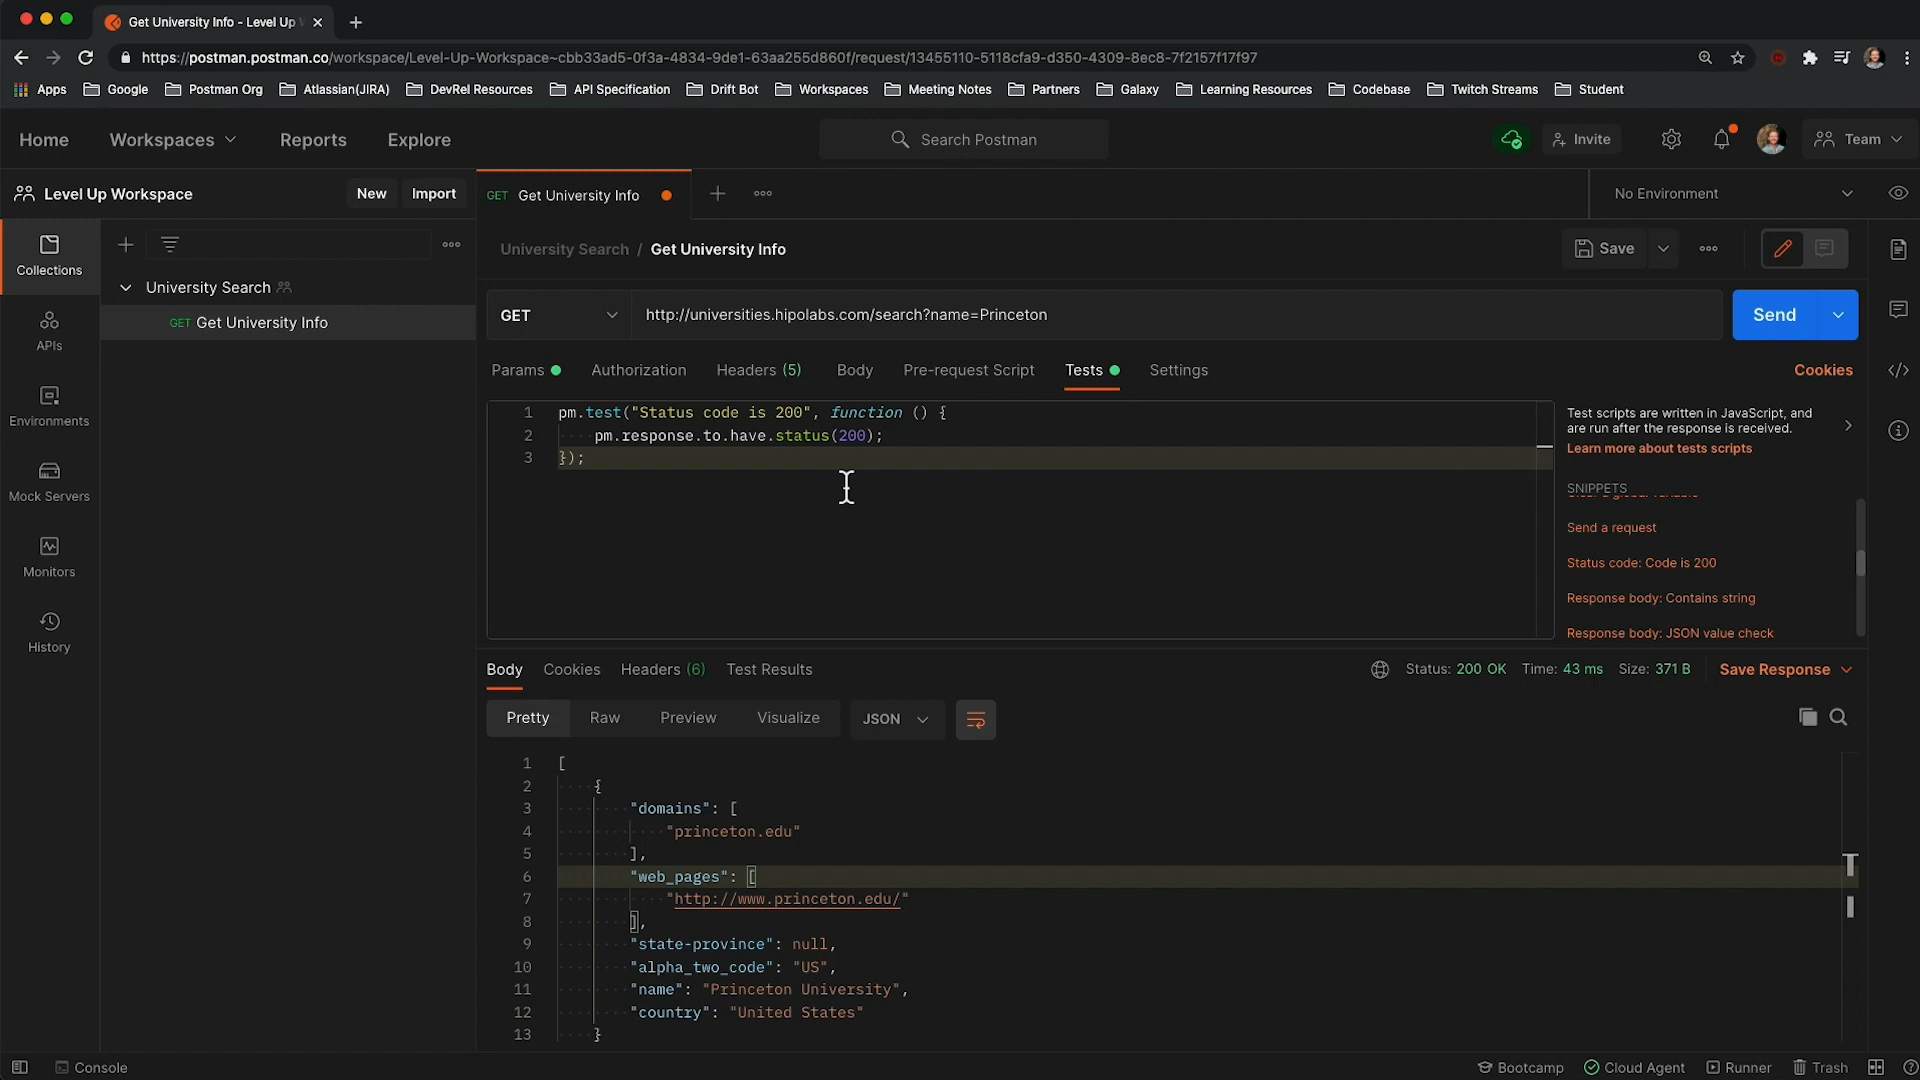 Get University Info - Level Up
https://postman.postman.co/workspace/Level-Up-Workspace~cbb33ad5-0f3a-4834-9de1-63aa255d860f/request/13455110-5118cfa9-d350-4309-8ec8-7f2157f17f97
Apps Google Postman Org Atlassian(JIRA) DevRel Resources API Specification Drift Bot Workspaces Meeting Notes Partners Galaxy Learning Resources Codebase Twitch Streams Student
Home Workspaces Reports Explore Search Postman Invite Team
Level Up Workspace New Import GET Get University Info No Environment
Collections
APIs
Environments
Mock Servers
Monitors
History
University Search
GET Get University Info
University Search / Get University Info Save
GET http://universities.hipolabs.com/search?name=Princeton Send
Params Authorization Headers (5) Body Pre-request Script Tests Settings Cookies
1 pm.test("Status code is 200", function () {
2 pm.response.to.have.status(200);
3 });
Test scripts are written in JavaScript, and
are run after the response is received.
Learn more about tests scripts
SNIPPETS
Send a request
Status code: Code is 200
Response body: Contains string
Response body: JSON value check
Body Cookies Headers (6) Test Results Status: 200 OK Time: 43 ms Size: 371 B Save Response
Pretty Raw Preview Visualize JSON
1 [
2 {
3 "domains": [
4 "princeton.edu"
5 ],
6 "web_pages": [
7 "http://www.princeton.edu/"
8 ],
9 "state-province": null,
10 "alpha_two_code": "US",
11 "name": "Princeton University",
12 "country": "United States"
13 }
Console Bootcamp Cloud Agent Runner Trash